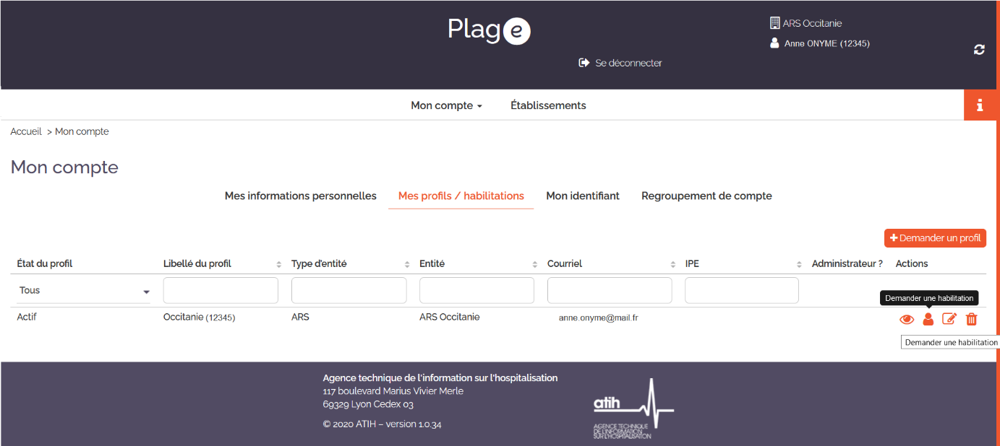 Plage
ARS Occitanie
Anne ONYME (12345)
Se déconnecter
Mon compte
Établissements
Accueil > Mon compte
Mon compte
Mes informations personnelles
Mes profils / habilitations
Mon identifiant
Regroupement de compte
Demander un profil
État du profil Libellé du profil Type d'entité Entité Courriel IPE Administrateur ? Actions
Tous
Demander une habilitation
Actif Occitanie (12345) ARS ARS Occitanie anne.onyme@mail.fr
Demander une habilitation
Agence technique de l'information sur l'hospitalisation
117 boulevard Marius Vivier Merle
69329 Lyon Cedex 03
© 2020 ATIH – version 1.0.34
atih
AGENCE TECHNIQUE
DE L'INFORMATION
SUR L'HOSPITALISATION